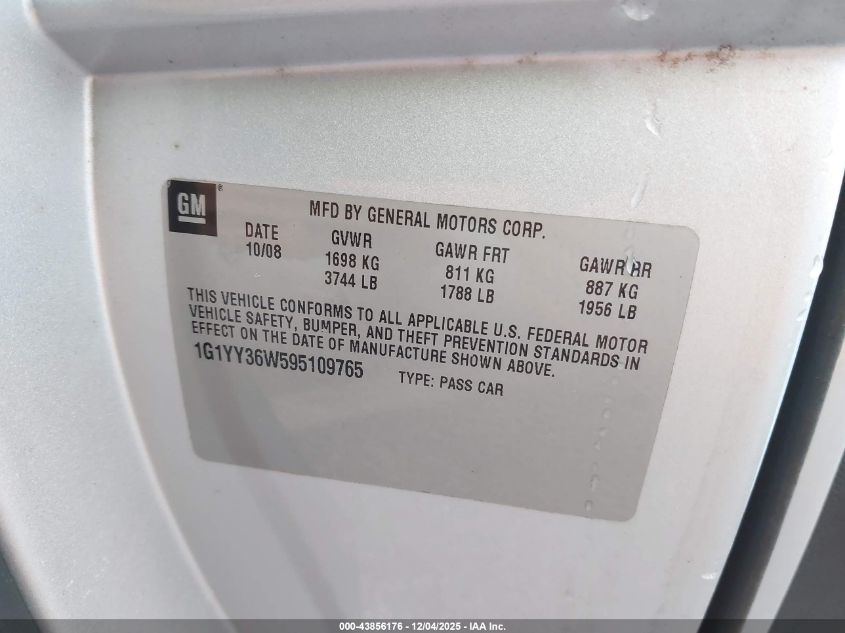 GM ®
MFD BY GENERAL MOTORS CORP.
DATE GVWR GAWR FRT GAWR RR
10/08 1698 KG 811 KG 887 KG
3744 LB 1788 LB 1956 LB
THIS VEHICLE CONFORMS TO ALL APPLICABLE U.S. FEDERAL MOTOR
VEHICLE SAFETY, BUMPER, AND THEFT PREVENTION STANDARDS IN
EFFECT ON THE DATE OF MANUFACTURE SHOWN ABOVE.
1G1YY36W595109765 TYPE: PASS CAR
000-43856176 - 12/04/2025 - IAA Inc.